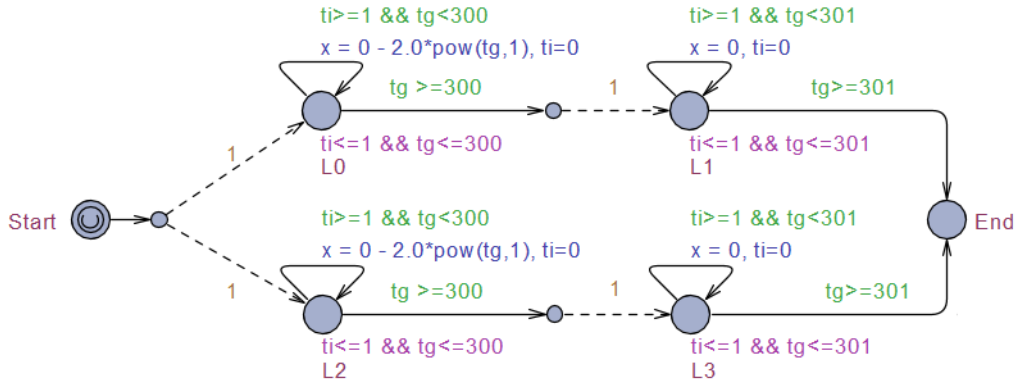 ti>=1 && tg<300
x = 0 - 2.0*pow(tg,1), ti=0
tg >=300
1
ti<=1 && tg<=300
L0
1
ti>=1 && tg<301
x = 0, ti=0
tg>=301
ti<=1 && tg<=301
L1
Start
End
1
ti>=1 && tg<300
x = 0 - 2.0*pow(tg,1), ti=0
tg >=300
ti<=1 && tg<=300
L2
1
ti>=1 && tg<301
x = 0, ti=0
tg>=301
ti<=1 && tg<=301
L3